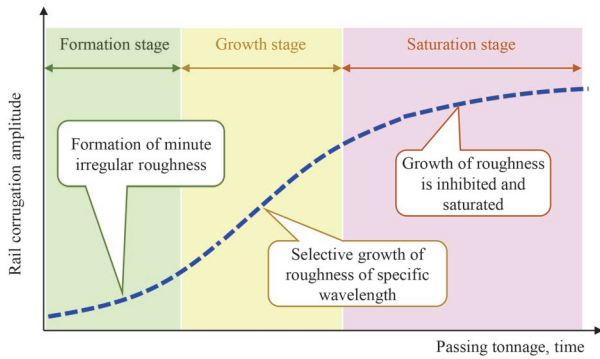 Formation stage
Growth stage
Saturation stage
Rail corrugation amplitude
Formation of minute
irregular roughness
Growth of roughness
is inhibited and
saturated
Selective growth of
roughness of specific
wavelength
Passing tonnage, time